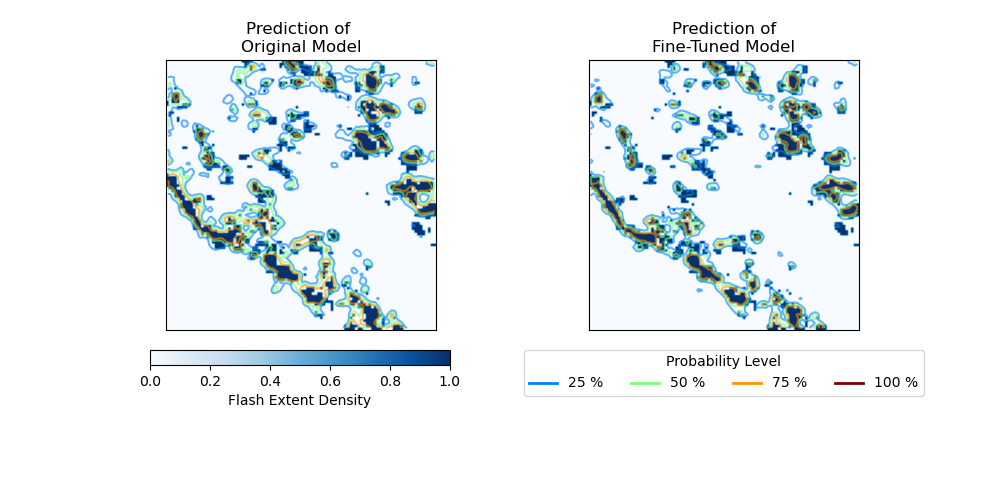 Prediction of
Original Model
Prediction of
Fine-Tuned Model
0.0 0.2 0.4 0.6 0.8 1.0
Flash Extent Density
Probability Level
25 % 50 % 75 % 100 %